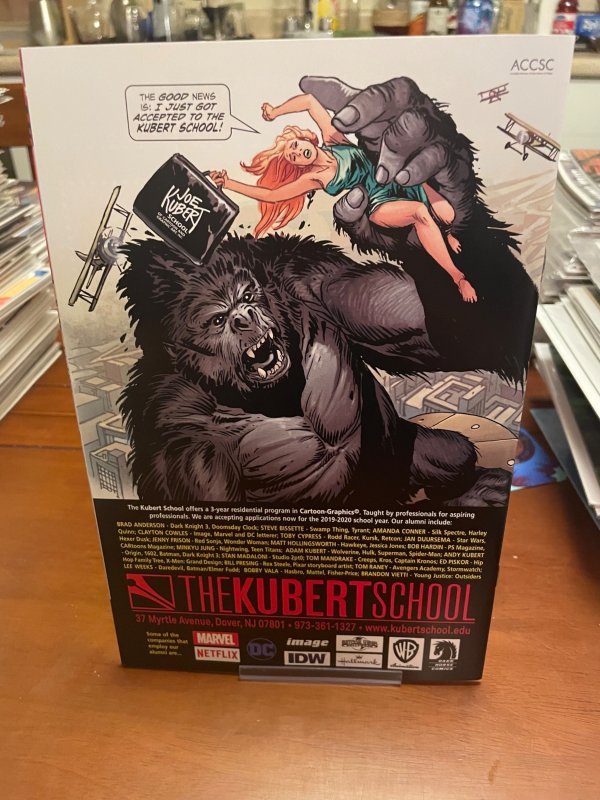 ACCSC
THE GOOD NEWS
IS: I JUST GOT
ACCEPTED TO THE
KUBERT SCHOOL!
JOE
KUBERT
SCHOOL
The Kubert School offers a 3-year residential program in Cartoon-Graphics®. Taught by professionals for aspiring
professionals. We are accepting applications now for the 2019-2020 school year. Our alumni include:
BRAD ANDERSON - Dark Knight 3, Doomsday Clock; STEVE BISSETTE - Swamp Thing, Tyrant; AMANDA CONNER - Silk Spectre, Harley
Quinn; CLAYTON COWLES - Image, Marvel and DC letterer; TOBY CYPRESS - Rodd Racer, Kursk, Retcon; JAN DUURSEMA - Star Wars,
Hexer Dusk; JENNY FRISON - Red Sonja, Wonder Woman; MATT HOLLINGSWORTH - Hawkeye, Jessica Jones; BOB HARDIN - PS Magazine,
CARtoons Magazine; MINKYU JUNG - Nightwing, Teen Titans; ADAM KUBERT - Wolverine, Hulk, Superman, Spider-Man; ANDY KUBERT
- Origin, 1602, Batman, Dark Knight 3; STAN MADALONI - Studio 2pt0; TOM MANDRAKE - Creeps, Kros, Captain Kronos; ED PISKOR - Hip
Hop Family Tree, X-Men: Grand Design; BILL PRESING - Rex Steele, Pixar storyboard artist; TOM RANEY - Avengers Academy, Stormwatch;
LEE WEEKS - Daredevil, Batman/Elmer Fudd; BOBBY VALA - Hasbro, Mattel, Fisher-Price; BRANDON VIETTI - Young Justice: Outsiders
THEKUBERTSCHOOL
37 Myrtle Avenue, Dover, NJ 07801 • 973-361-1327 • www.kubertschool.edu
Some of the
companies that
employ our
alumni are...
MARVEL
NETFLIX
DC
image
IDW
Hallmark
WB
DARK
HORSE
COMICS